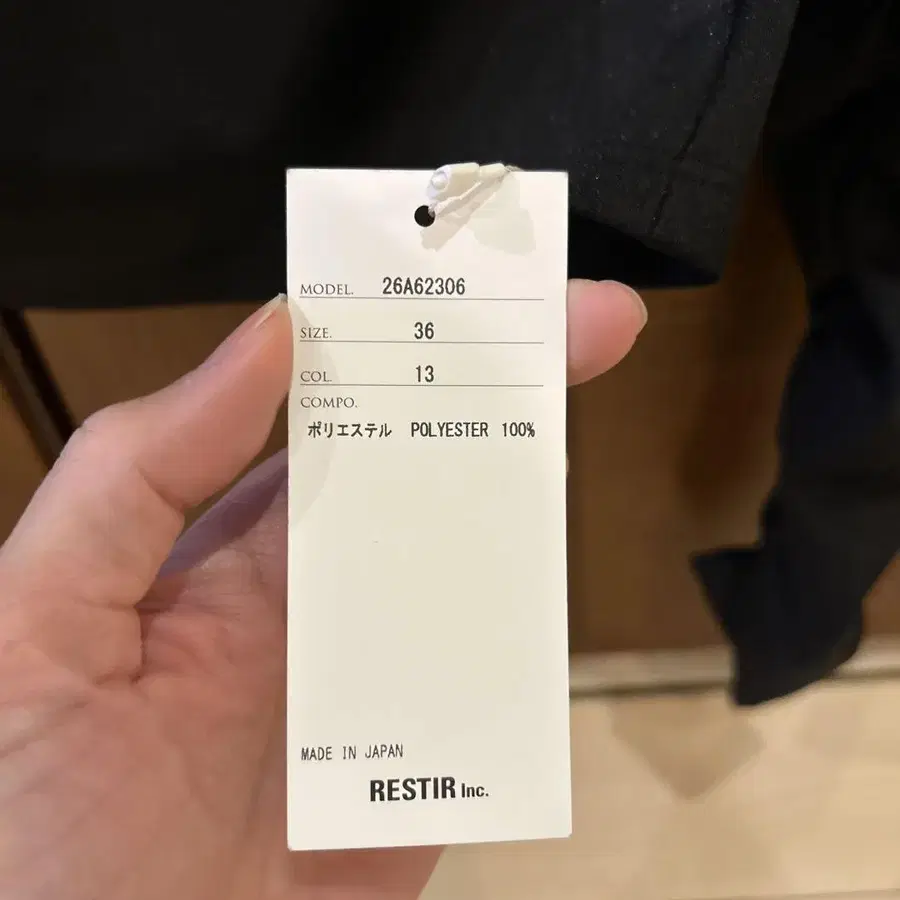 MODEL. 26A62306
SIZE. 36
COL. 13
COMPO.
ポリエステル POLYESTER 100%
MADE IN JAPAN
RESTIR Inc.